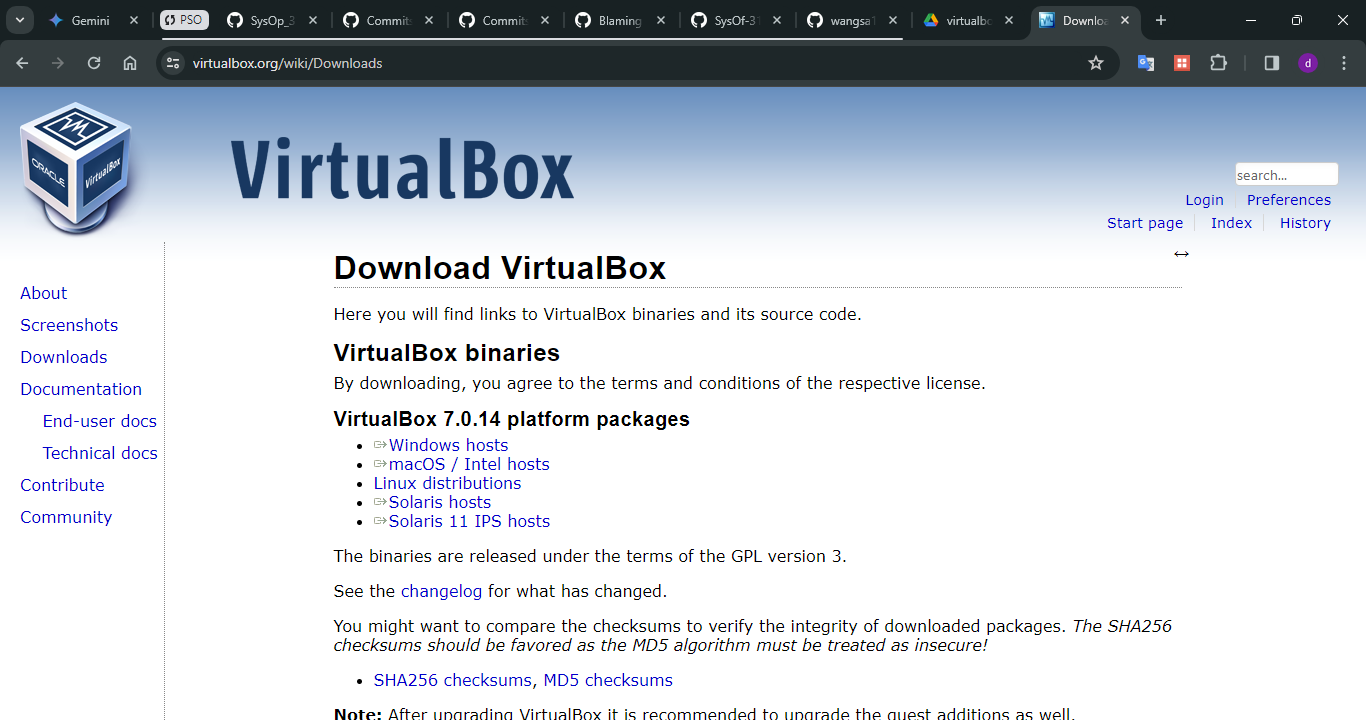 Gemini
PSO
SysOp_3
Commits
Commits
Blaming
SysOf-31
wangsa1
virtualbo
Downloa
virtualbox.org/wiki/Downloads
d
ORACLE
VirtualBox
VirtualBox
search...
Login Preferences
Start page Index History
About
Screenshots
Downloads
Documentation
End-user docs
Technical docs
Contribute
Community
Download VirtualBox
Here you will find links to VirtualBox binaries and its source code.
VirtualBox binaries
By downloading, you agree to the terms and conditions of the respective license.
VirtualBox 7.0.14 platform packages
Windows hosts
macOS / Intel hosts
Linux distributions
Solaris hosts
Solaris 11 IPS hosts
The binaries are released under the terms of the GPL version 3.
See the changelog for what has changed.
You might want to compare the checksums to verify the integrity of downloaded packages. The SHA256
checksums should be favored as the MD5 algorithm must be treated as insecure!
SHA256 checksums, MD5 checksums
Note: After upgrading VirtualBox it is recommended to upgrade the guest additions as well.